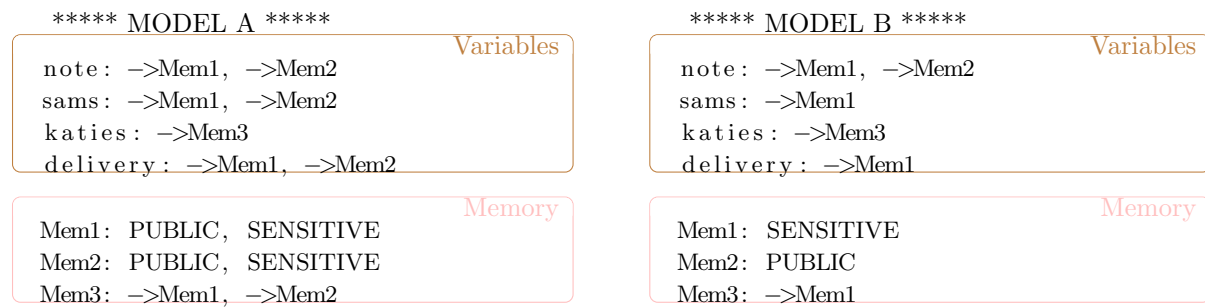 ***** MODEL A *****
Variables
note: −>Mem1, −>Mem2
sams: −>Mem1, −>Mem2
katies: −>Mem3
delivery: −>Mem1, −>Mem2
Memory
Mem1: PUBLIC, SENSITIVE
Mem2: PUBLIC, SENSITIVE
Mem3: −>Mem1, −>Mem2
***** MODEL B *****
Variables
note: −>Mem1, −>Mem2
sams: −>Mem1
katies: −>Mem3
delivery: −>Mem1
Memory
Mem1: SENSITIVE
Mem2: PUBLIC
Mem3: −>Mem1